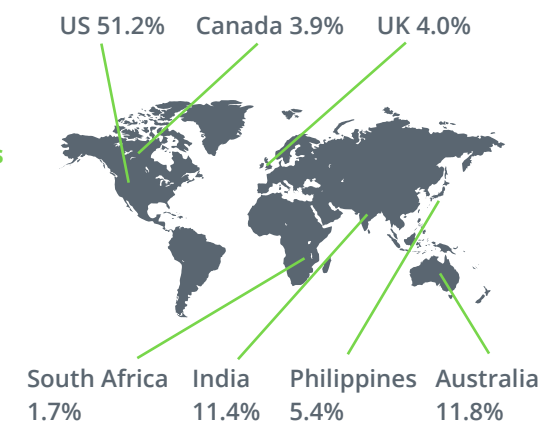 US 51.2%
Canada 3.9%
UK 4.0%
s
South Africa
1.7%
India
11.4%
Philippines
5.4%
Australia
11.8%